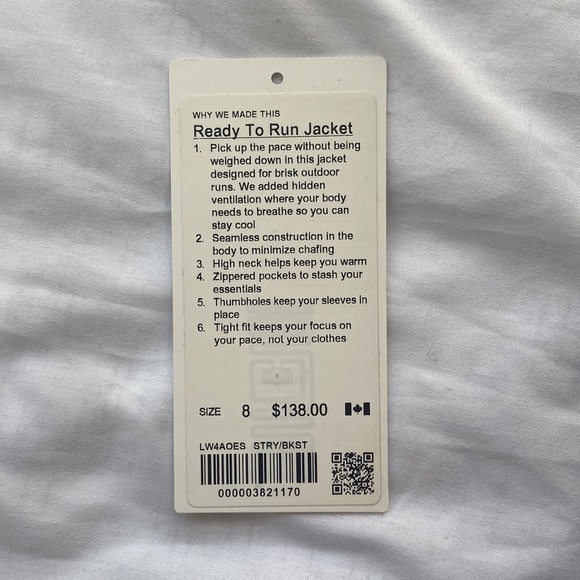 WHY WE MADE THIS
Ready To Run Jacket
1. Pick up the pace without being
weighed down in this jacket
designed for brisk outdoor
runs. We added hidden
ventilation where your body
needs to breathe so you can
stay cool
2. Seamless construction in the
body to minimize chafing
3. High neck helps keep you warm
4. Zippered pockets to stash your
essentials
5. Thumbholes keep your sleeves in
place
6. Tight fit keeps your focus on
your pace, not your clothes
SIZE 8 $138.00
LW4AOES STRY/BKST
000003821170